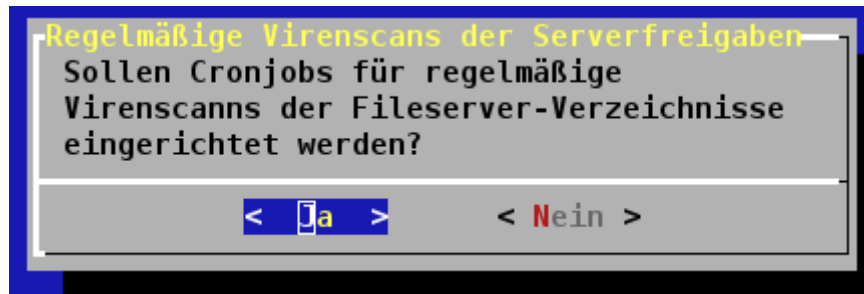 Regelmäßige Virenscans der Serverfreigaben
Sollen Cronjobs für regelmäßige
Virenscanns der Fileserver-Verzeichnisse
eingerichtet werden?
< Ja > < Nein >